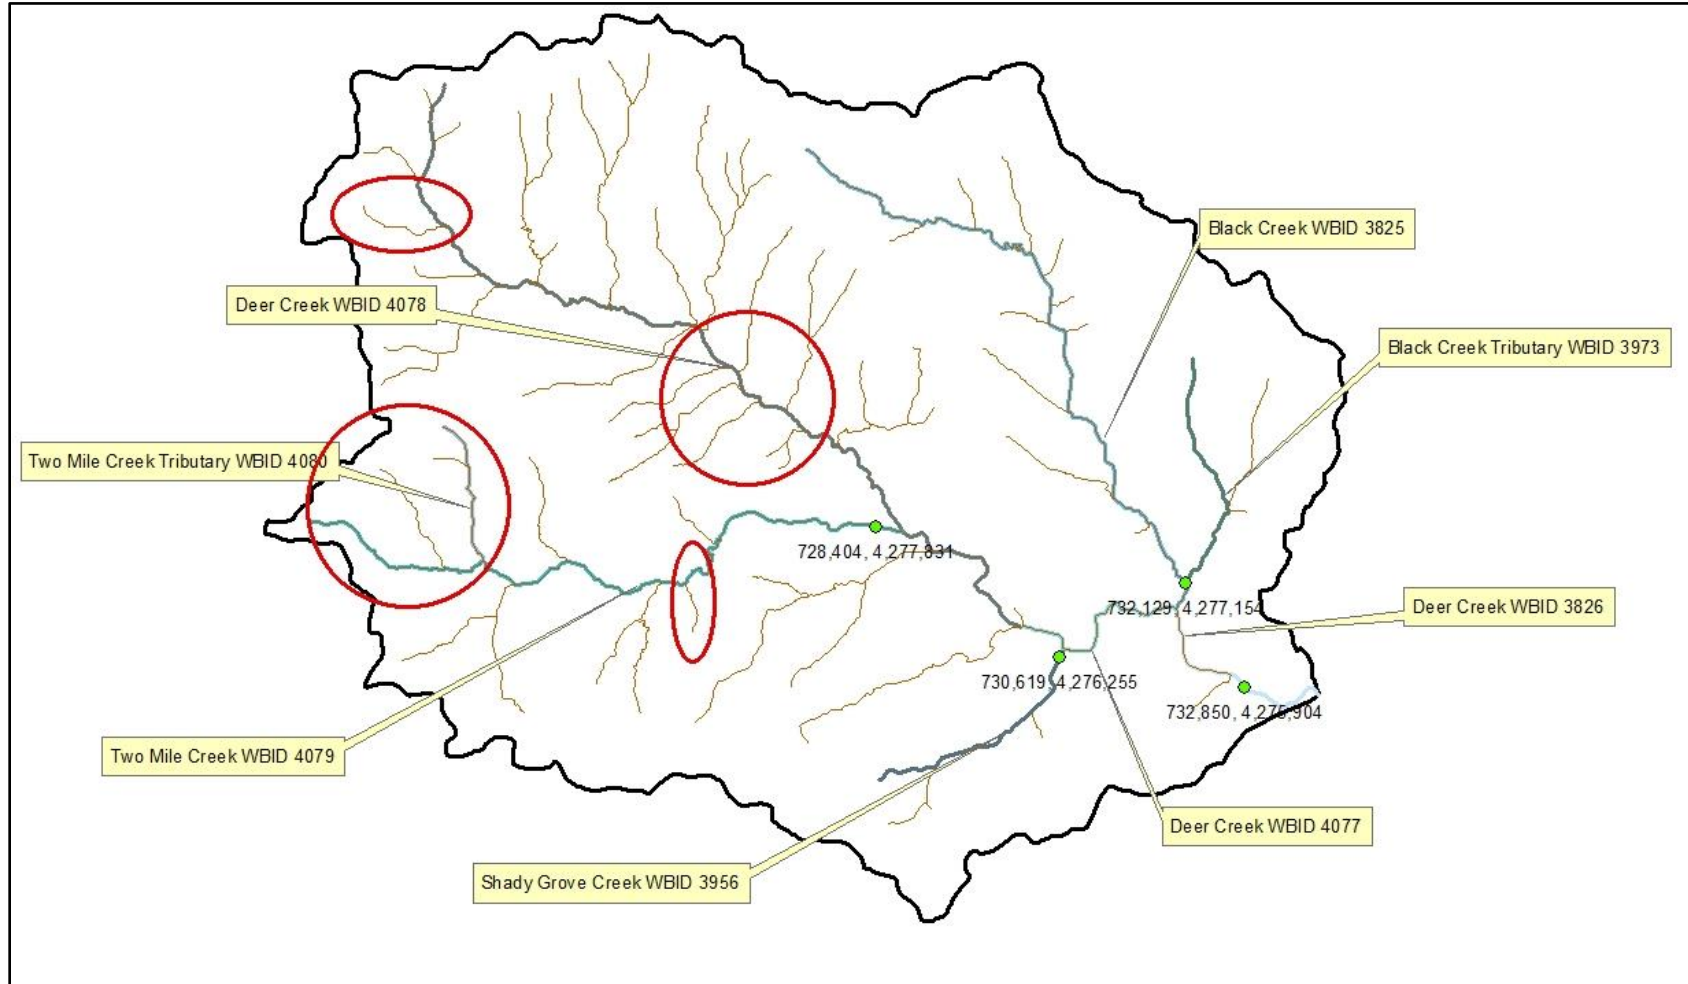 Black Creek WBID 3825
Deer Creek WBID 4078
Black Creek Tributary WBID 3973
Two Mile Creek Tributary WBID 4080
728,404, 4,277,831
732,129, 4,277,154
Deer Creek WBID 3826
730,619, 4,276,255
732,850, 4,275,904
Two Mile Creek WBID 4079
Deer Creek WBID 4077
Shady Grove Creek WBID 3956